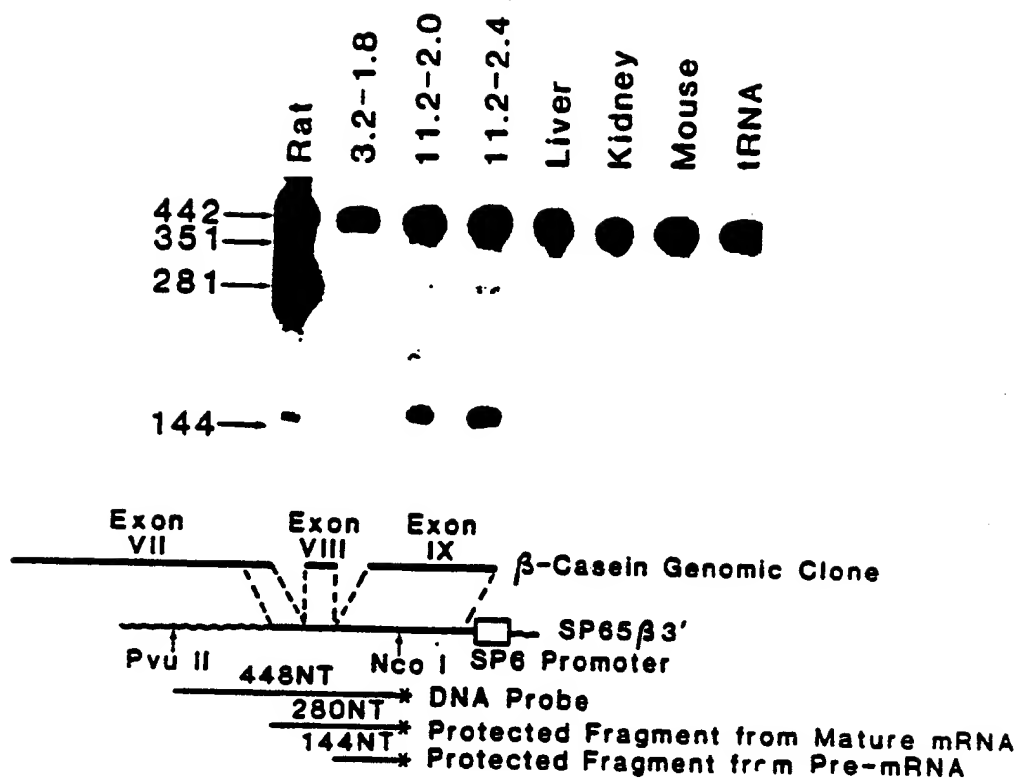 Rat
3.2-1.8
11.2-2.0
11.2-2.4
Liver
Kidney
Mouse
tRNA
442
351
281
144
Exon VII
Exon VIII
Exon IX
β-Casein Genomic Clone
SP65β3'
Pvu II
Nco I
SP6 Promoter
448NT
* DNA Probe
280NT
* Protected Fragment from Mature mRNA
144NT
* Protected Fragment from Pre-mRNA